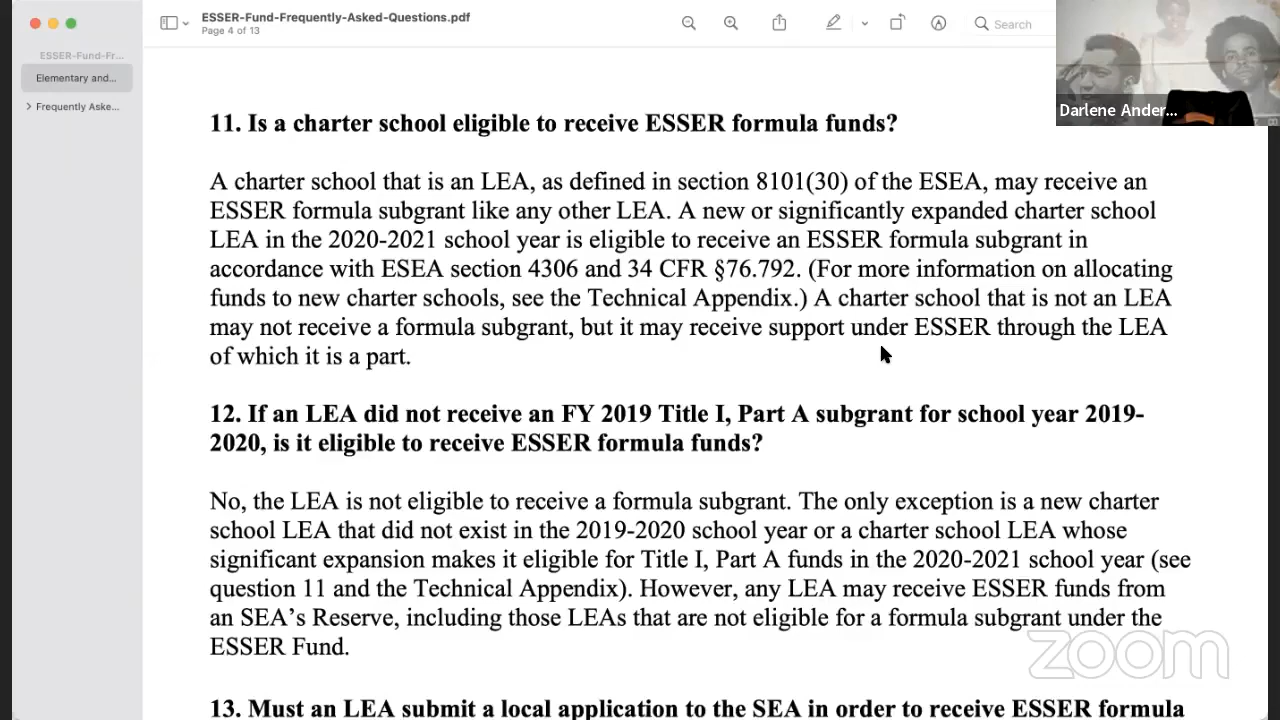 ESSER-Fund-Frequently-Asked-Questions.pdf
Page 4 of 13
Search
ESSER-Fund-Fr...
Elementary and...
Frequently Aske...
Darlene Ander...
11. Is a charter school eligible to receive ESSER formula funds?
A charter school that is an LEA, as defined in section 8101(30) of the ESEA, may receive an
ESSER formula subgrant like any other LEA. A new or significantly expanded charter school
LEA in the 2020-2021 school year is eligible to receive an ESSER formula subgrant in
accordance with ESEA section 4306 and 34 CFR §76.792. (For more information on allocating
funds to new charter schools, see the Technical Appendix.) A charter school that is not an LEA
may not receive a formula subgrant, but it may receive support under ESSER through the LEA
of which it is a part.
12. If an LEA did not receive an FY 2019 Title I, Part A subgrant for school year 2019-
2020, is it eligible to receive ESSER formula funds?
No, the LEA is not eligible to receive a formula subgrant. The only exception is a new charter
school LEA that did not exist in the 2019-2020 school year or a charter school LEA whose
significant expansion makes it eligible for Title I, Part A funds in the 2020-2021 school year (see
question 11 and the Technical Appendix). However, any LEA may receive ESSER funds from
an SEA's Reserve, including those LEAs that are not eligible for a formula subgrant under the
ESSER Fund.
zoom
13. Must an LEA submit a local application to the SEA in order to receive ESSER formula